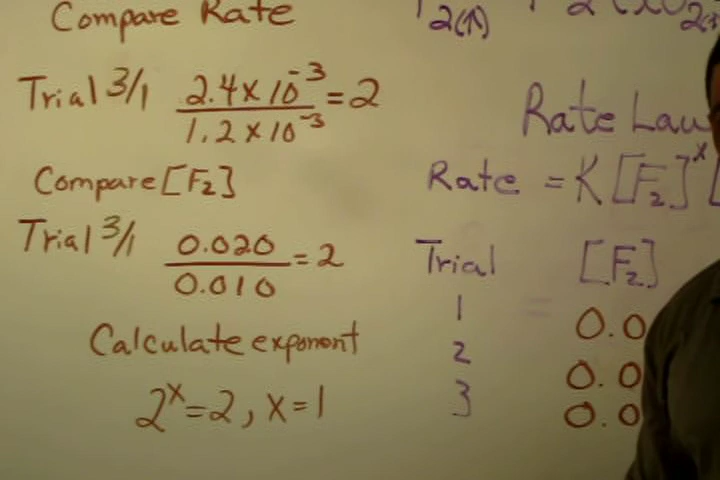 Compare Rate
Trial 3/1 2.4 x 10⁻³ = 2
1.2 x 10⁻³
Compare [F₂]
Trial 3/1 0.020 = 2
0.010
Calculate exponent
2ˣ = 2, x = 1
2(g)
Rate Law
Rate = K [F₂]ˣ [
Trial [F₂]
1 0.0
2 0.0
3 0.0